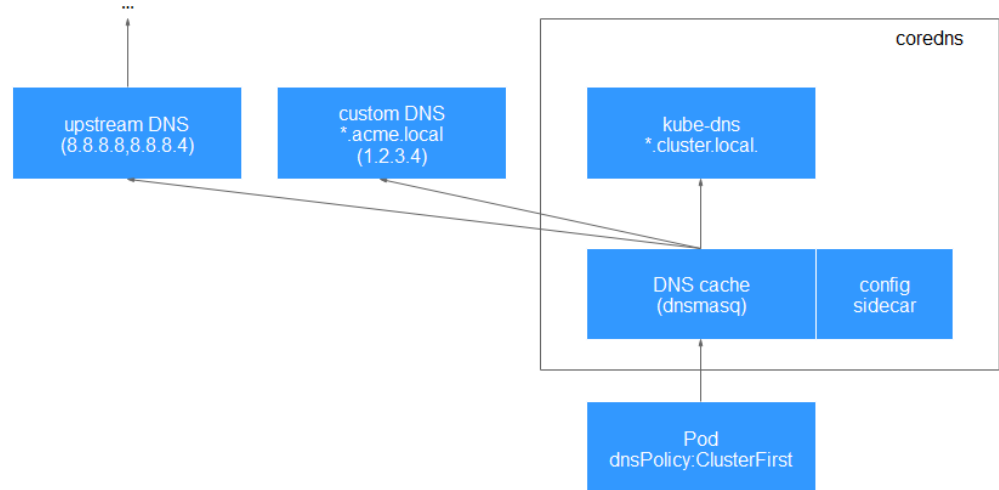 ...
coredns
upstream DNS
(8.8.8.8,8.8.8.4)
custom DNS
*.acme.local
(1.2.3.4)
kube-dns
*.cluster.local.
DNS cache
(dnsmasq)
config
sidecar
Pod
dnsPolicy:ClusterFirst